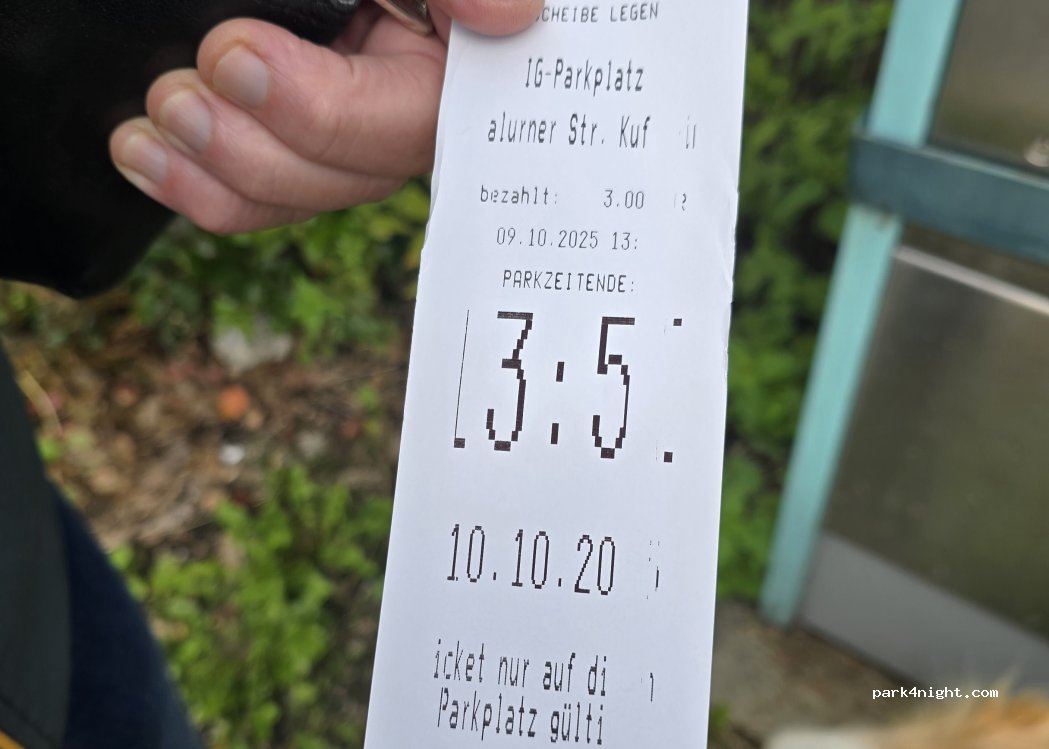 SCHEIBE LEGEN
IG-Parkplatz
alurner Str. Kuf
bezahlt: 3.00
09.10.2025 13:
PARKZEITENDE:
3:5
10.10.20
icket nur auf di
Parkplatz gülti
park4night.com